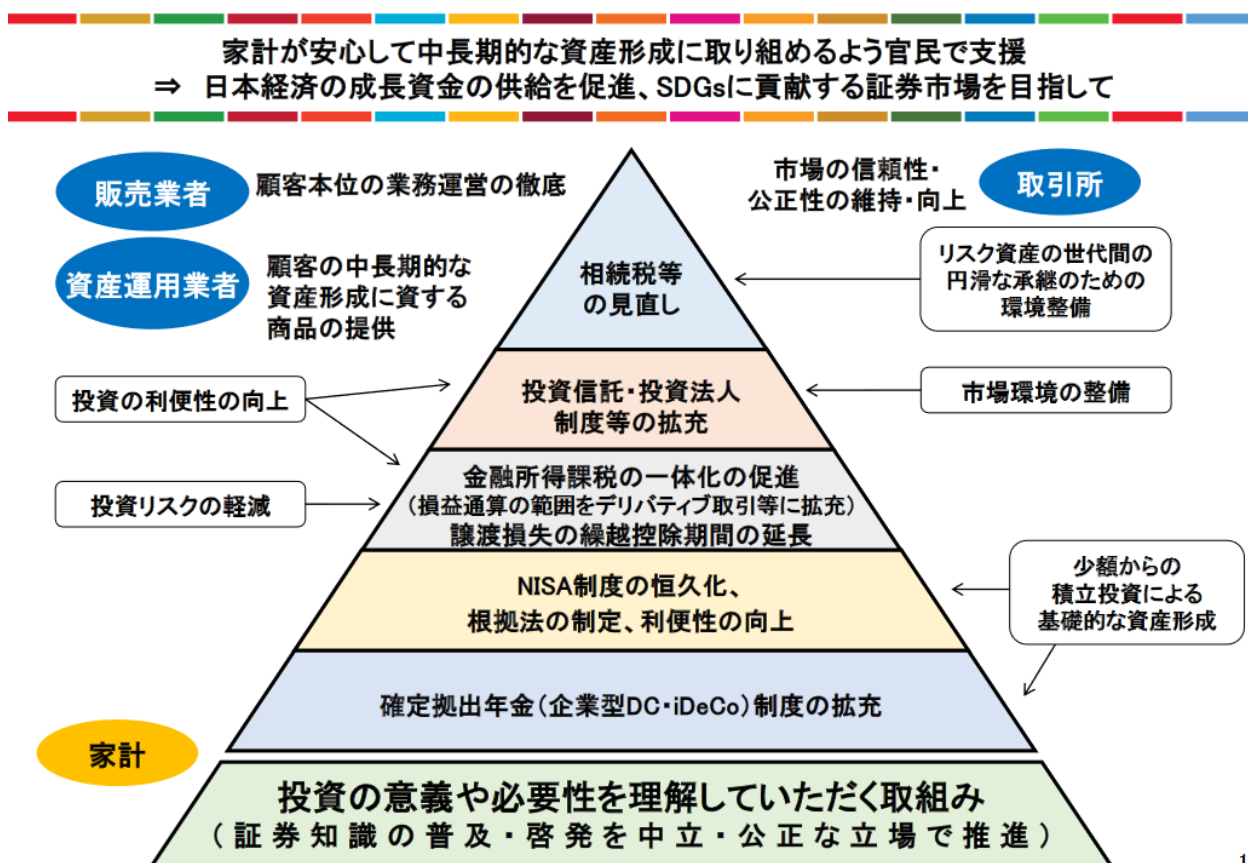 家計が安心して中長期的な資産形成に取り組めるよう官民で支援
⇒ 日本経済の成長資金の供給を促進、SDGsに貢献する証券市場を目指して
販売業者
顧客本位の業務運営の徹底
市場の信頼性・
公正性の維持・向上
取引所
資産運用業者
顧客の中長期的な
資産形成に資する
商品の提供
相続税等
の見直し
リスク資産の世代間の
円滑な承継のための
環境整備
投資の利便性の向上
投資信託・投資法人
制度等の拡充
市場環境の整備
投資リスクの軽減
金融所得課税の一体化の促進
（損益通算の範囲をデリバティブ取引等に拡充）
譲渡損失の繰越控除期間の延長
NISA制度の恒久化、
根拠法の制定、利便性の向上
少額からの
積立投資による
基礎的な資産形成
確定拠出年金（企業型DC・iDeCo）制度の拡充
家計
投資の意義や必要性を理解していただく取組み
（証券知識の普及・啓発を中立・公正な立場で推進）
1